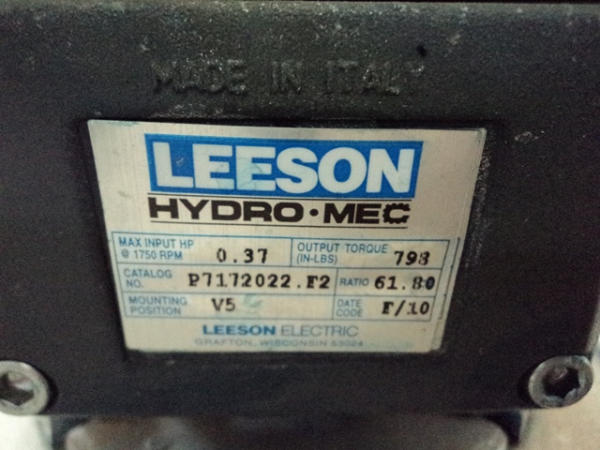 MADE IN ITALY
LEESON
HYDRO·MEC
MAX INPUT HP @ 1750 RPM 0.37 OUTPUT TORQUE (IN-LBS) 798
CATALOG NO. P7172022.F2 RATIO 61.80
MOUNTING POSITION V5 DATE CODE F/10
LEESON ELECTRIC
GRAFTON, WISCONSIN 53024